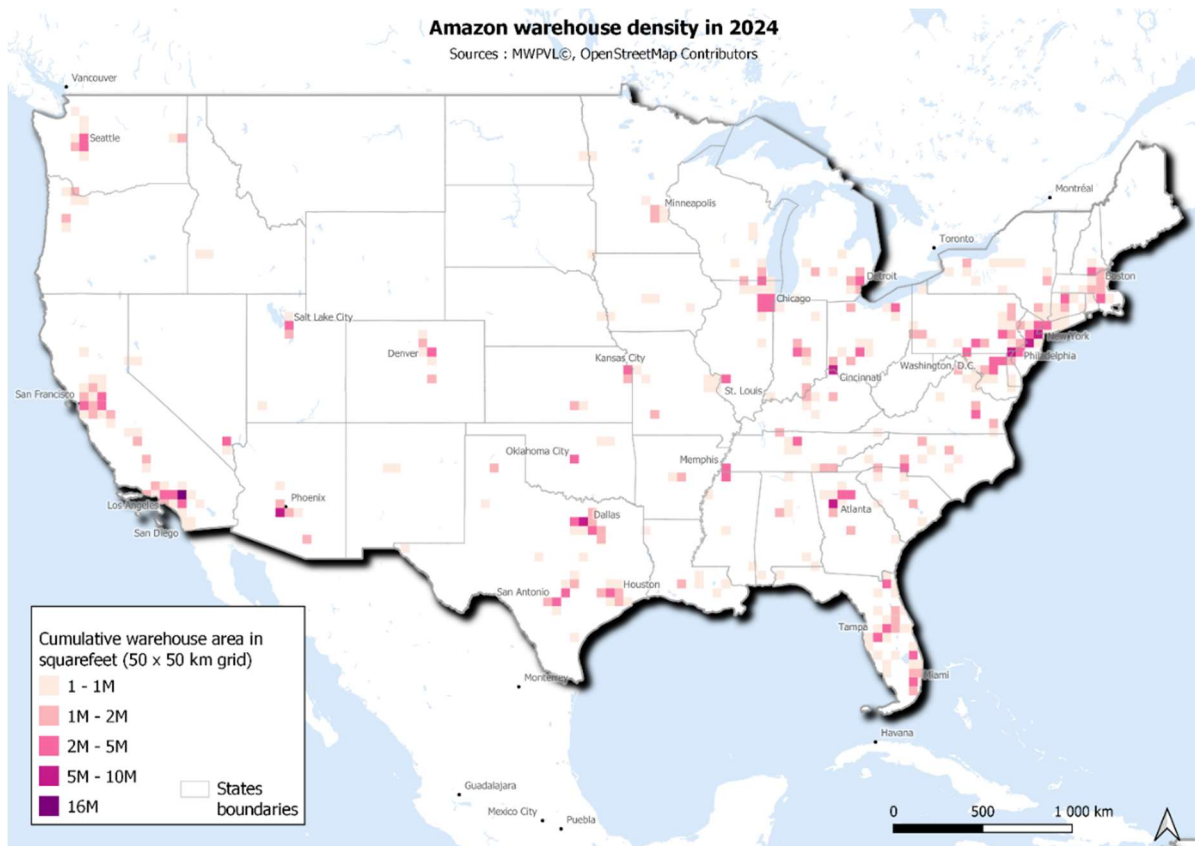 Amazon warehouse density in 2024
Sources : MWPVL©, OpenStreetMap Contributors
Vancouver
Seattle
Montréal
Minneapolis
Toronto
Boston
Detroit
Chicago
Salt Lake City
New York
Denver
Kansas City
Philadelphia
Washington, D.C.
Cincinnati
San Francisco
St. Louis
Oklahoma City
Memphis
Phoenix
Los Angeles
Atlanta
Dallas
San Diego
Houston
San Antonio
Tampa
Miami
Monterrey
Havana
Guadalajara
Mexico City
Puebla
Cumulative warehouse area in
squarefeet (50 x 50 km grid)
1 - 1M
1M - 2M
2M - 5M
5M - 10M
16M
States
boundaries
0 500 1 000 km